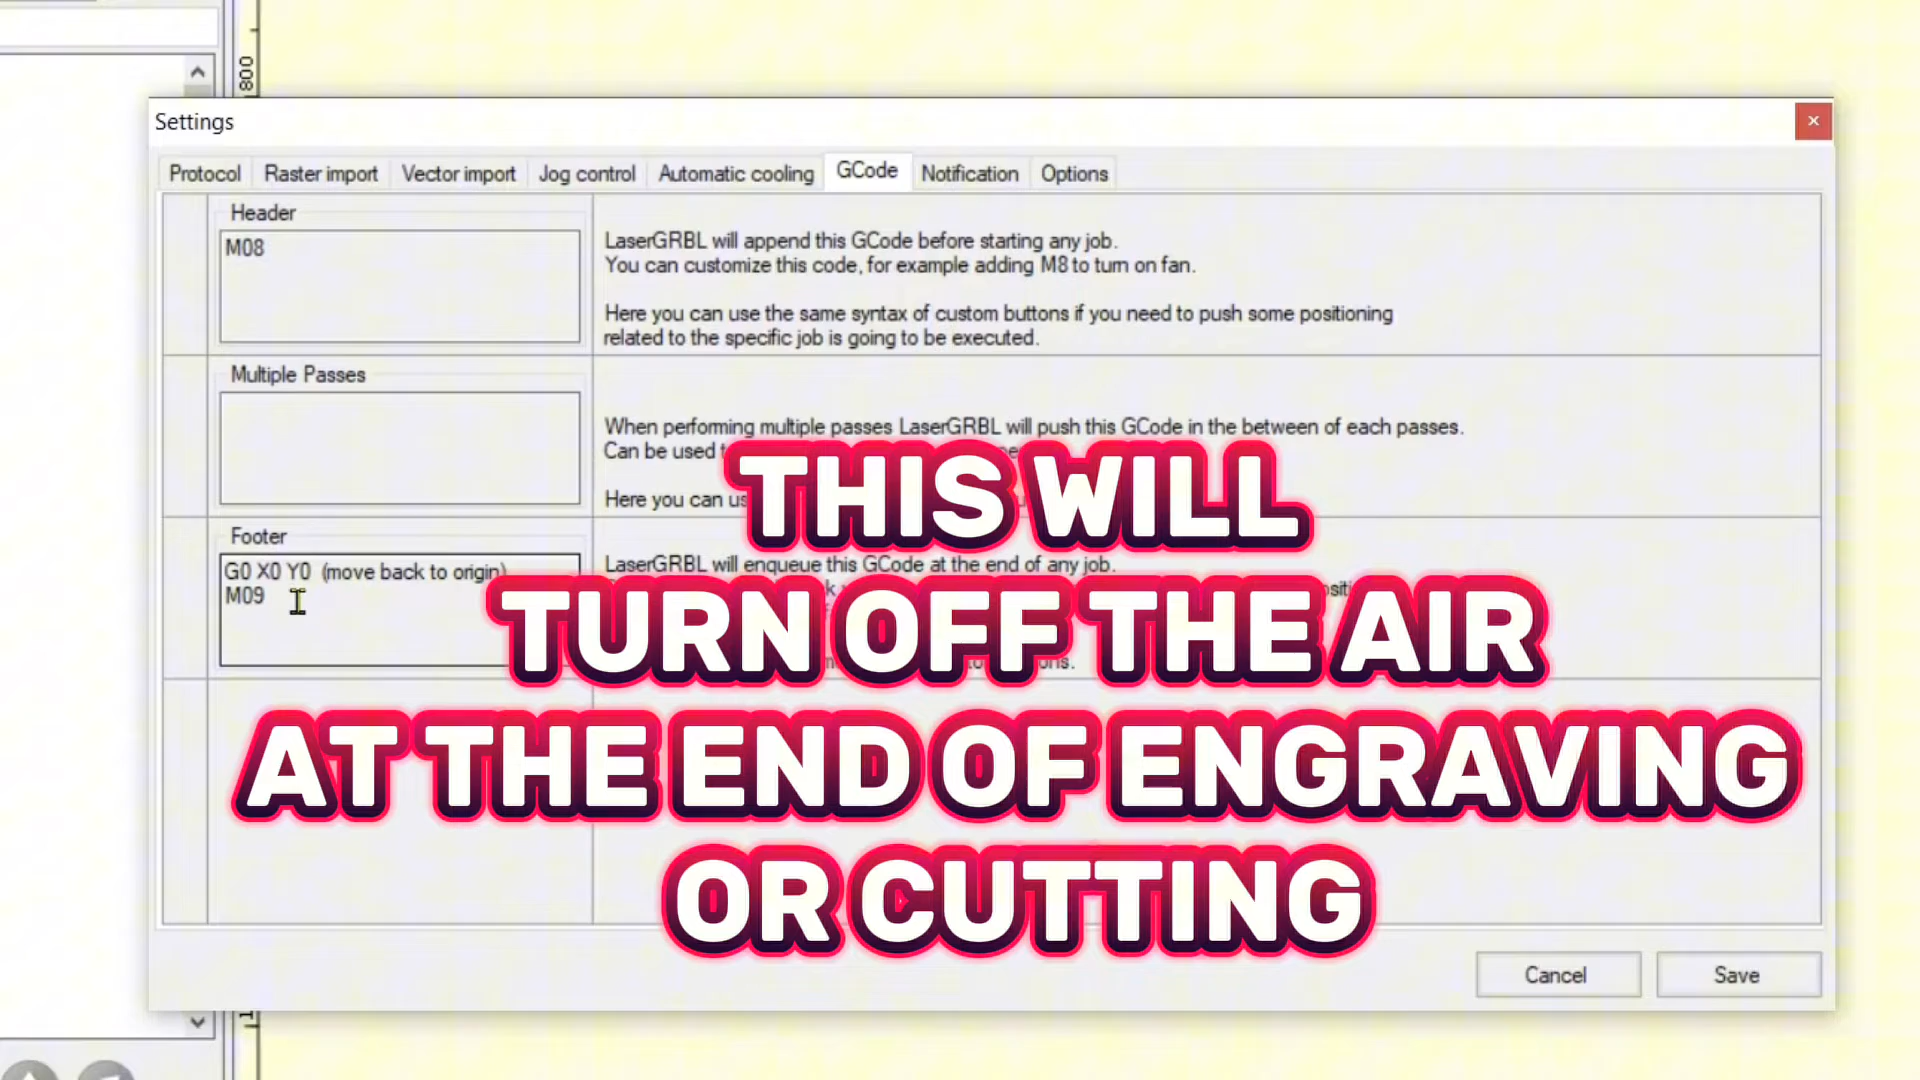 800
Settings
×
Protocol Raster import Vector import Jog control Automatic cooling GCode Notification Options
Header
M08
LaserGRBL will append this GCode before starting any job.
You can customize this code, for example adding M8 to turn on fan.
Here you can use the same syntax of custom buttons if you need to push some positioning
related to the specific job is going to be executed.
Multiple Passes
When performing multiple passes LaserGRBL will push this GCode in the between of each passes.
Can be used
Here you can
Footer
G0 X0 Y0 (move back to origin)
M09
LaserGRBL will enqueue this GCode at the end of any job.
THIS WILL
TURN OFF THE AIR
AT THE END OF ENGRAVING
OR CUTTING
Cancel Save